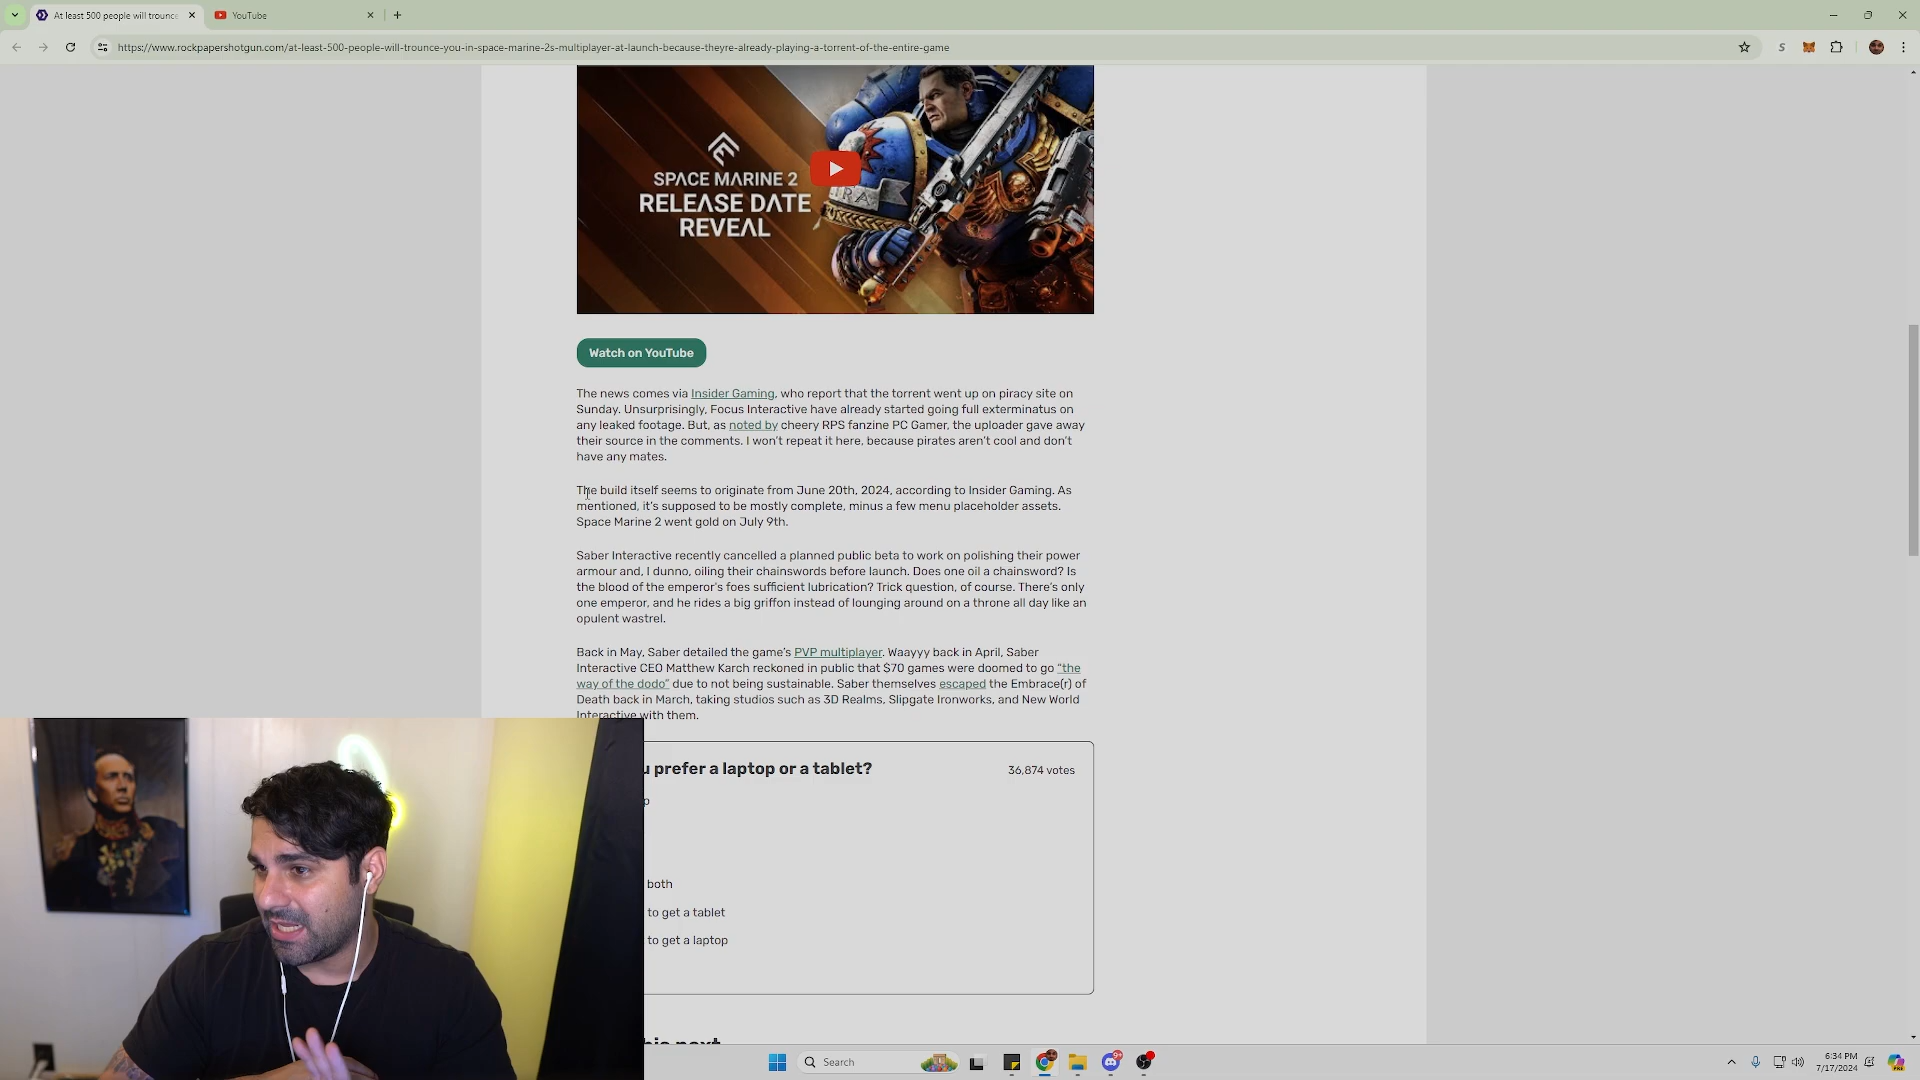 At least 500 people will trounce
YouTube
https://www.rockpapershotgun.com/at-least-500-people-will-trounce-you-in-space-marine-2s-multiplayer-at-launch-because-theyre-already-playing-a-torrent-of-the-entire-game
SPACE MARINE 2
RELEASE DATE
REVEAL
Watch on YouTube
The news comes via Insider Gaming, who report that the torrent went up on piracy site on
Sunday. Unsurprisingly, Focus Interactive have already started going full exterminatus on
any leaked footage. But, as noted by cheery RPS fanzine PC Gamer, the uploader gave away
their source in the comments. I won't repeat it here, because pirates aren't cool and don't
have any mates.
The build itself seems to originate from June 20th, 2024, according to Insider Gaming. As
mentioned, it's supposed to be mostly complete, minus a few menu placeholder assets.
Space Marine 2 went gold on July 9th.
Saber Interactive recently cancelled a planned public beta to work on polishing their power
armour and, I dunno, oiling their chainswords before launch. Does one oil a chainsword? Is
the blood of the emperor's foes sufficient lubrication? Trick question, of course. There's only
one emperor, and he rides a big griffon instead of lounging around on a throne all day like an
opulent wastrel.
Back in May, Saber detailed the game's PVP multiplayer. Waayyy back in April, Saber
Interactive CEO Matthew Karch reckoned in public that $70 games were doomed to go "the
way of the dodo" due to not being sustainable. Saber themselves escaped the Embrace(r) of
Death back in March, taking studios such as 3D Realms, Slipgate Ironworks, and New World
Interactive with them.
u prefer a laptop or a tablet?
36,874 votes
p
both
to get a tablet
to get a laptop
Search
6:34 PM
7/17/2024